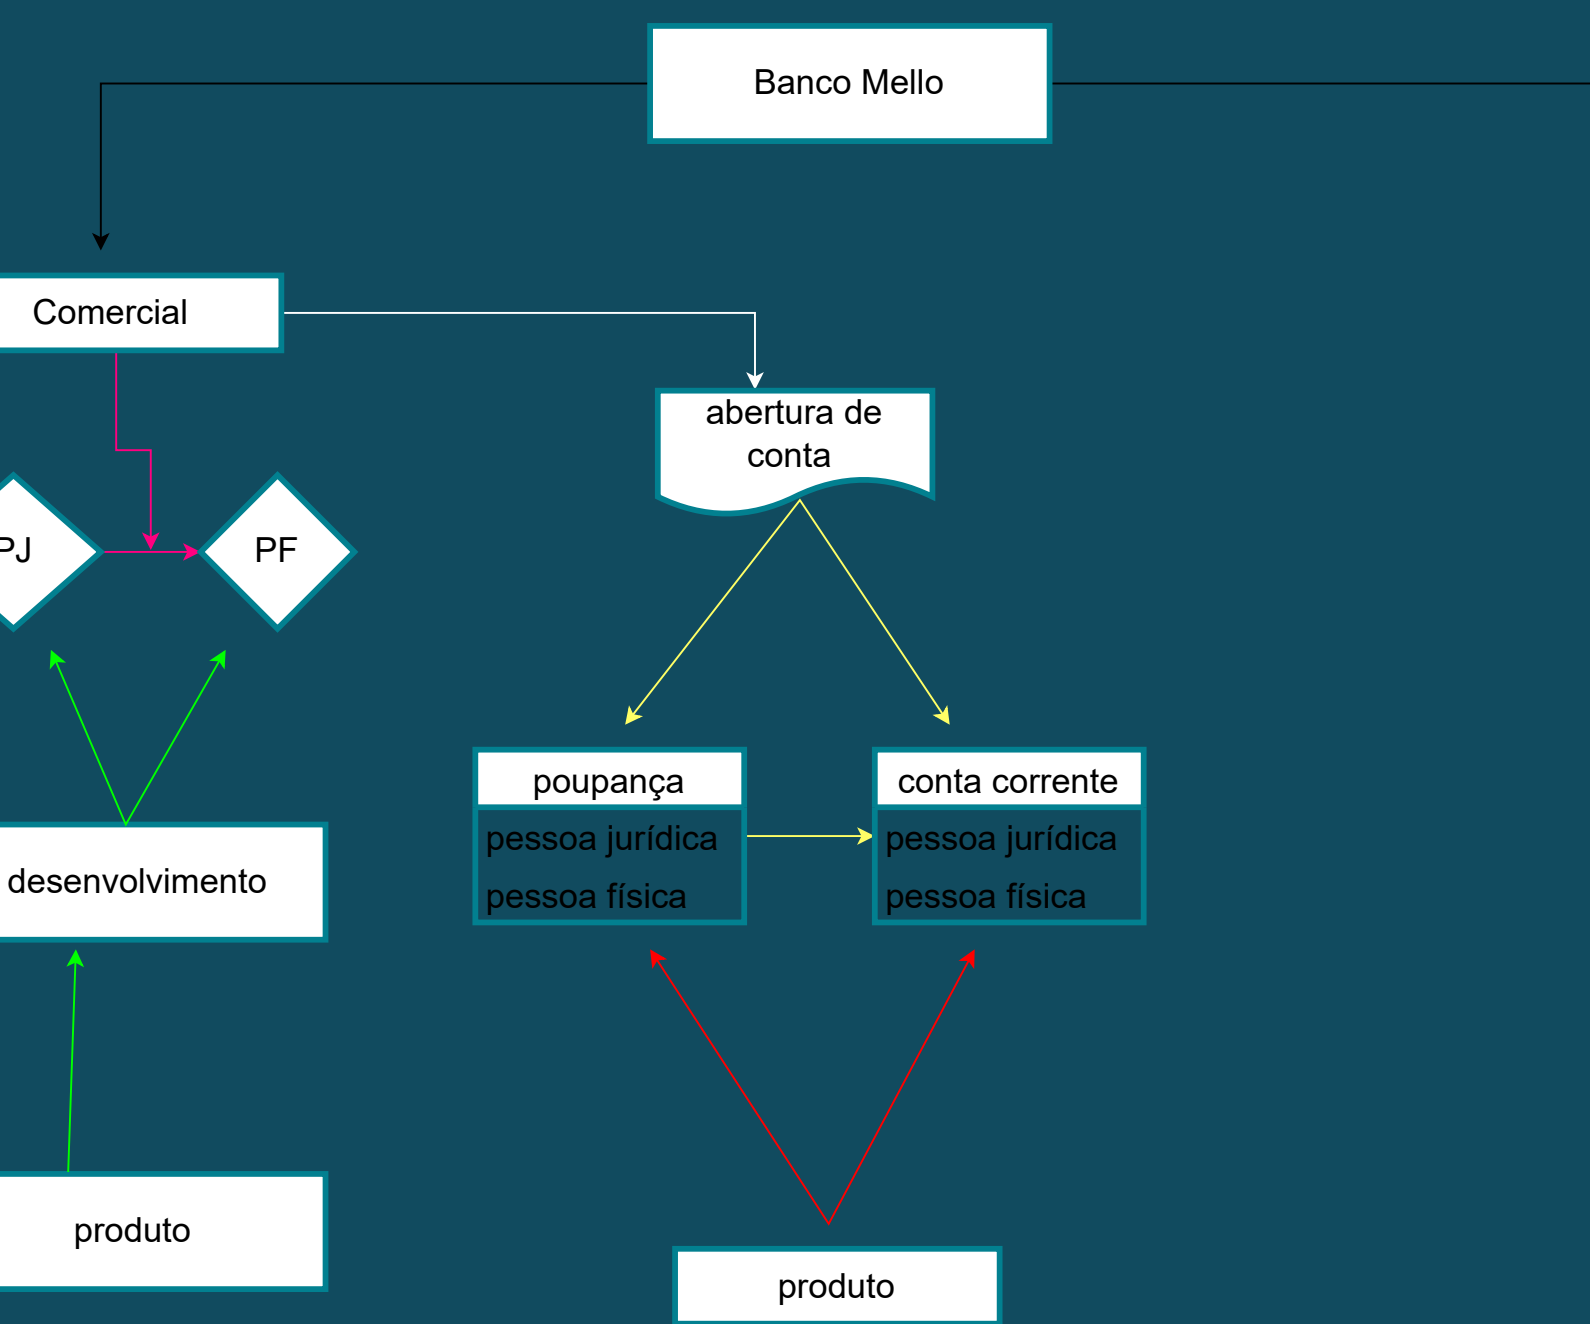 Banco Mello
Comercial
abertura de
conta
PJ
PF
poupança
conta corrente
pessoa jurídica
pessoa jurídica
desenvolvimento
pessoa física
pessoa física
produto
produto